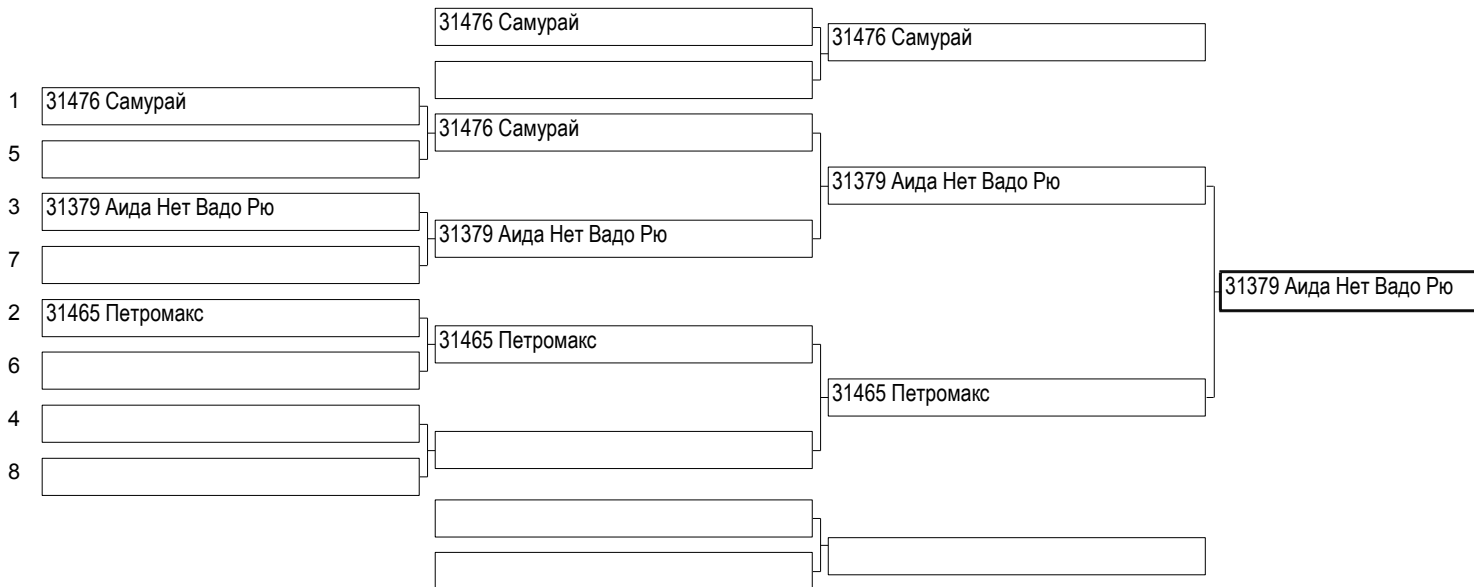 31476 Самурай
31476 Самурай
1 31476 Самурай
31476 Самурай
5
31379 Аида Нет Вадо Рю
3 31379 Аида Нет Вадо Рю
31379 Аида Нет Вадо Рю
7
31379 Аида Нет Вадо Рю
2 31465 Петромакс
31465 Петромакс
6
31465 Петромакс
4
8